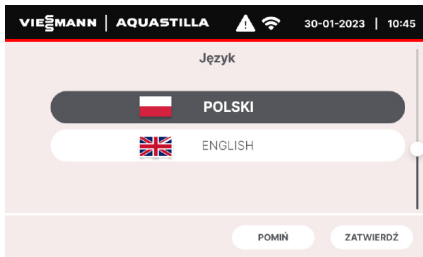 VIESMANN | AQUASTILLA 30-01-2023 | 10:45
Język
POLSKI
ENGLISH
POMIŃ ZATWIERDŹ